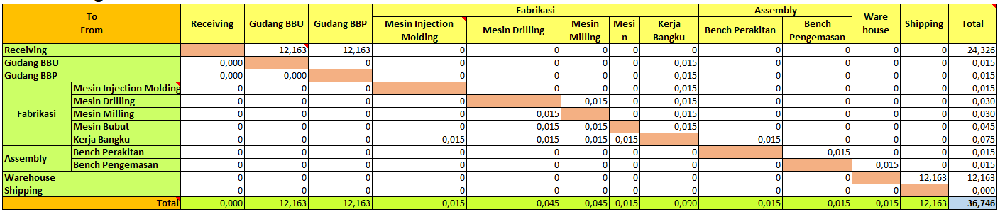 To From Receiving Gudang BBU Gudang BBP Fabrikasi Assembly Ware house Shipping Total
Mesin Injection Molding Mesin Drilling Mesin Milling Mesi n Kerja Bangku Bench Perakitan Bench Pengemasan
Receiving 12,163 12,163 0 0 0 0 0 0 0 0 0 24,326
Gudang BBU 0,000 0 0 0 0 0 0,015 0 0 0 0 0,015
Gudang BBP 0,000 0,000 0 0 0 0 0,015 0 0 0 0 0,015
Fabrikasi Mesin Injection Molding 0 0 0 0 0 0 0,015 0 0 0 0 0,015
Mesin Drilling 0 0 0 0 0,015 0 0,015 0 0 0 0 0,030
Mesin Milling 0 0 0 0 0,015 0 0,015 0 0 0 0 0,030
Mesin Bubut 0 0 0 0 0,015 0,015 0,015 0 0 0 0 0,045
Kerja Bangku 0 0 0 0,015 0,015 0,015 0,015 0,015 0 0 0 0,075
Assembly Bench Perakitan 0 0 0 0 0 0 0 0 0,015 0 0 0,015
Bench Pengemasan 0 0 0 0 0 0 0 0 0 0,015 0 0,015
Warehouse 0 0 0 0 0 0 0 0 0 0 12,163 12,163
Shipping 0 0 0 0 0 0 0 0 0 0 0 0,000
Total 0,000 12,163 12,163 0,015 0,045 0,045 0,015 0,090 0,015 0,015 0,015 12,163 36,746